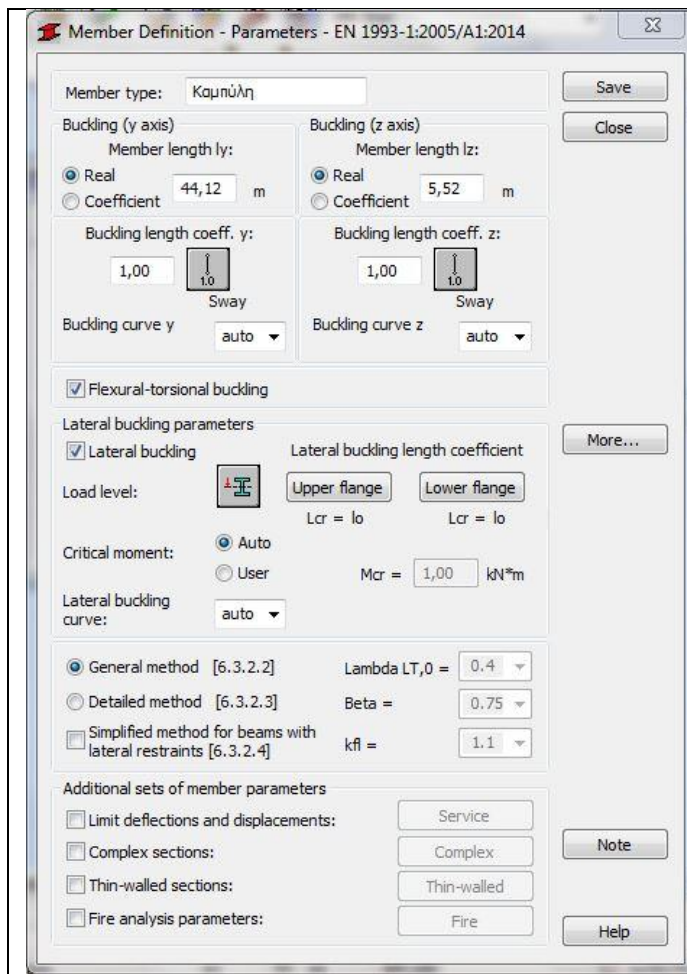 Member Definition - Parameters - EN 1993-1:2005/A1:2014
Member type: Καμπύλη
Save
Close
Buckling (y axis)
Member length ly:
Real
Coefficient
44,12 m
Buckling (z axis)
Member length lz:
Real
Coefficient
5,52 m
Buckling length coeff. y:
1,00
1.0
Sway
Buckling curve y auto
Buckling length coeff. z:
1,00
1.0
Sway
Buckling curve z auto
Flexural-torsional buckling
Lateral buckling parameters
Lateral buckling
Lateral buckling length coefficient
More...
Load level:
Upper flange
Lower flange
Lcr = lo
Lcr = lo
Critical moment:
Auto
User
Mcr = 1,00 kN*m
Lateral buckling
curve:
auto
General method [6.3.2.2]
Lambda LT,0 = 0.4
Detailed method [6.3.2.3]
Beta = 0.75
Simplified method for beams with
lateral restraints [6.3.2.4]
kfl = 1.1
Additional sets of member parameters
Limit deflections and displacements:
Service
Complex sections:
Complex
Note
Thin-walled sections:
Thin-walled
Fire analysis parameters:
Fire
Help